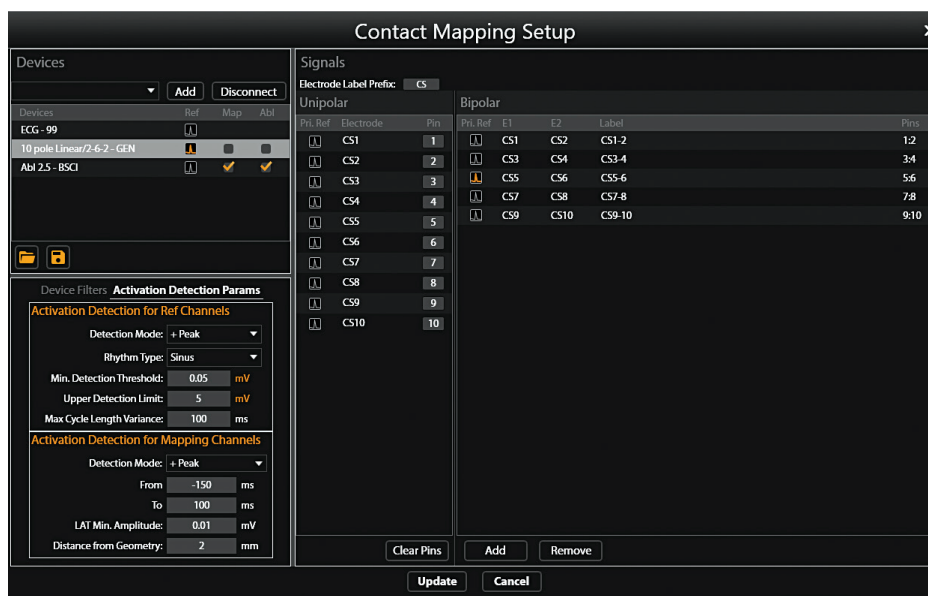 Contact Mapping Setup
Devices
Add Disconnect
Devices Ref Map Abl
ECG - 99
10 pole Linear/2-6-2 - GEN
Abl 2.5 - BSCI
Device Filters Activation Detection Params
Activation Detection for Ref Channels
Detection Mode: + Peak
Rhythm Type: Sinus
Min. Detection Threshold: 0.05 mV
Upper Detection Limit: 5 mV
Max Cycle Length Variance: 100 ms
Activation Detection for Mapping Channels
Detection Mode: + Peak
From -150 ms
To 100 ms
LAT Min. Amplitude: 0.01 mV
Distance from Geometry: 2 mm
Signals
Electrode Label Prefix: CS
Unipolar
Pri. Ref Electrode Pin
CS1 1
CS2 2
CS3 3
CS4 4
CS5 5
CS6 6
CS7 7
CS8 8
CS9 9
CS10 10
Clear Pins
Bipolar
Pri. Ref E1 E2 Label Pins
CS1 CS2 CS1-2 1:2
CS3 CS4 CS3-4 3:4
CS5 CS6 CS5-6 5:6
CS7 CS8 CS7-8 7:8
CS9 CS10 CS9-10 9:10
Add Remove
Update Cancel